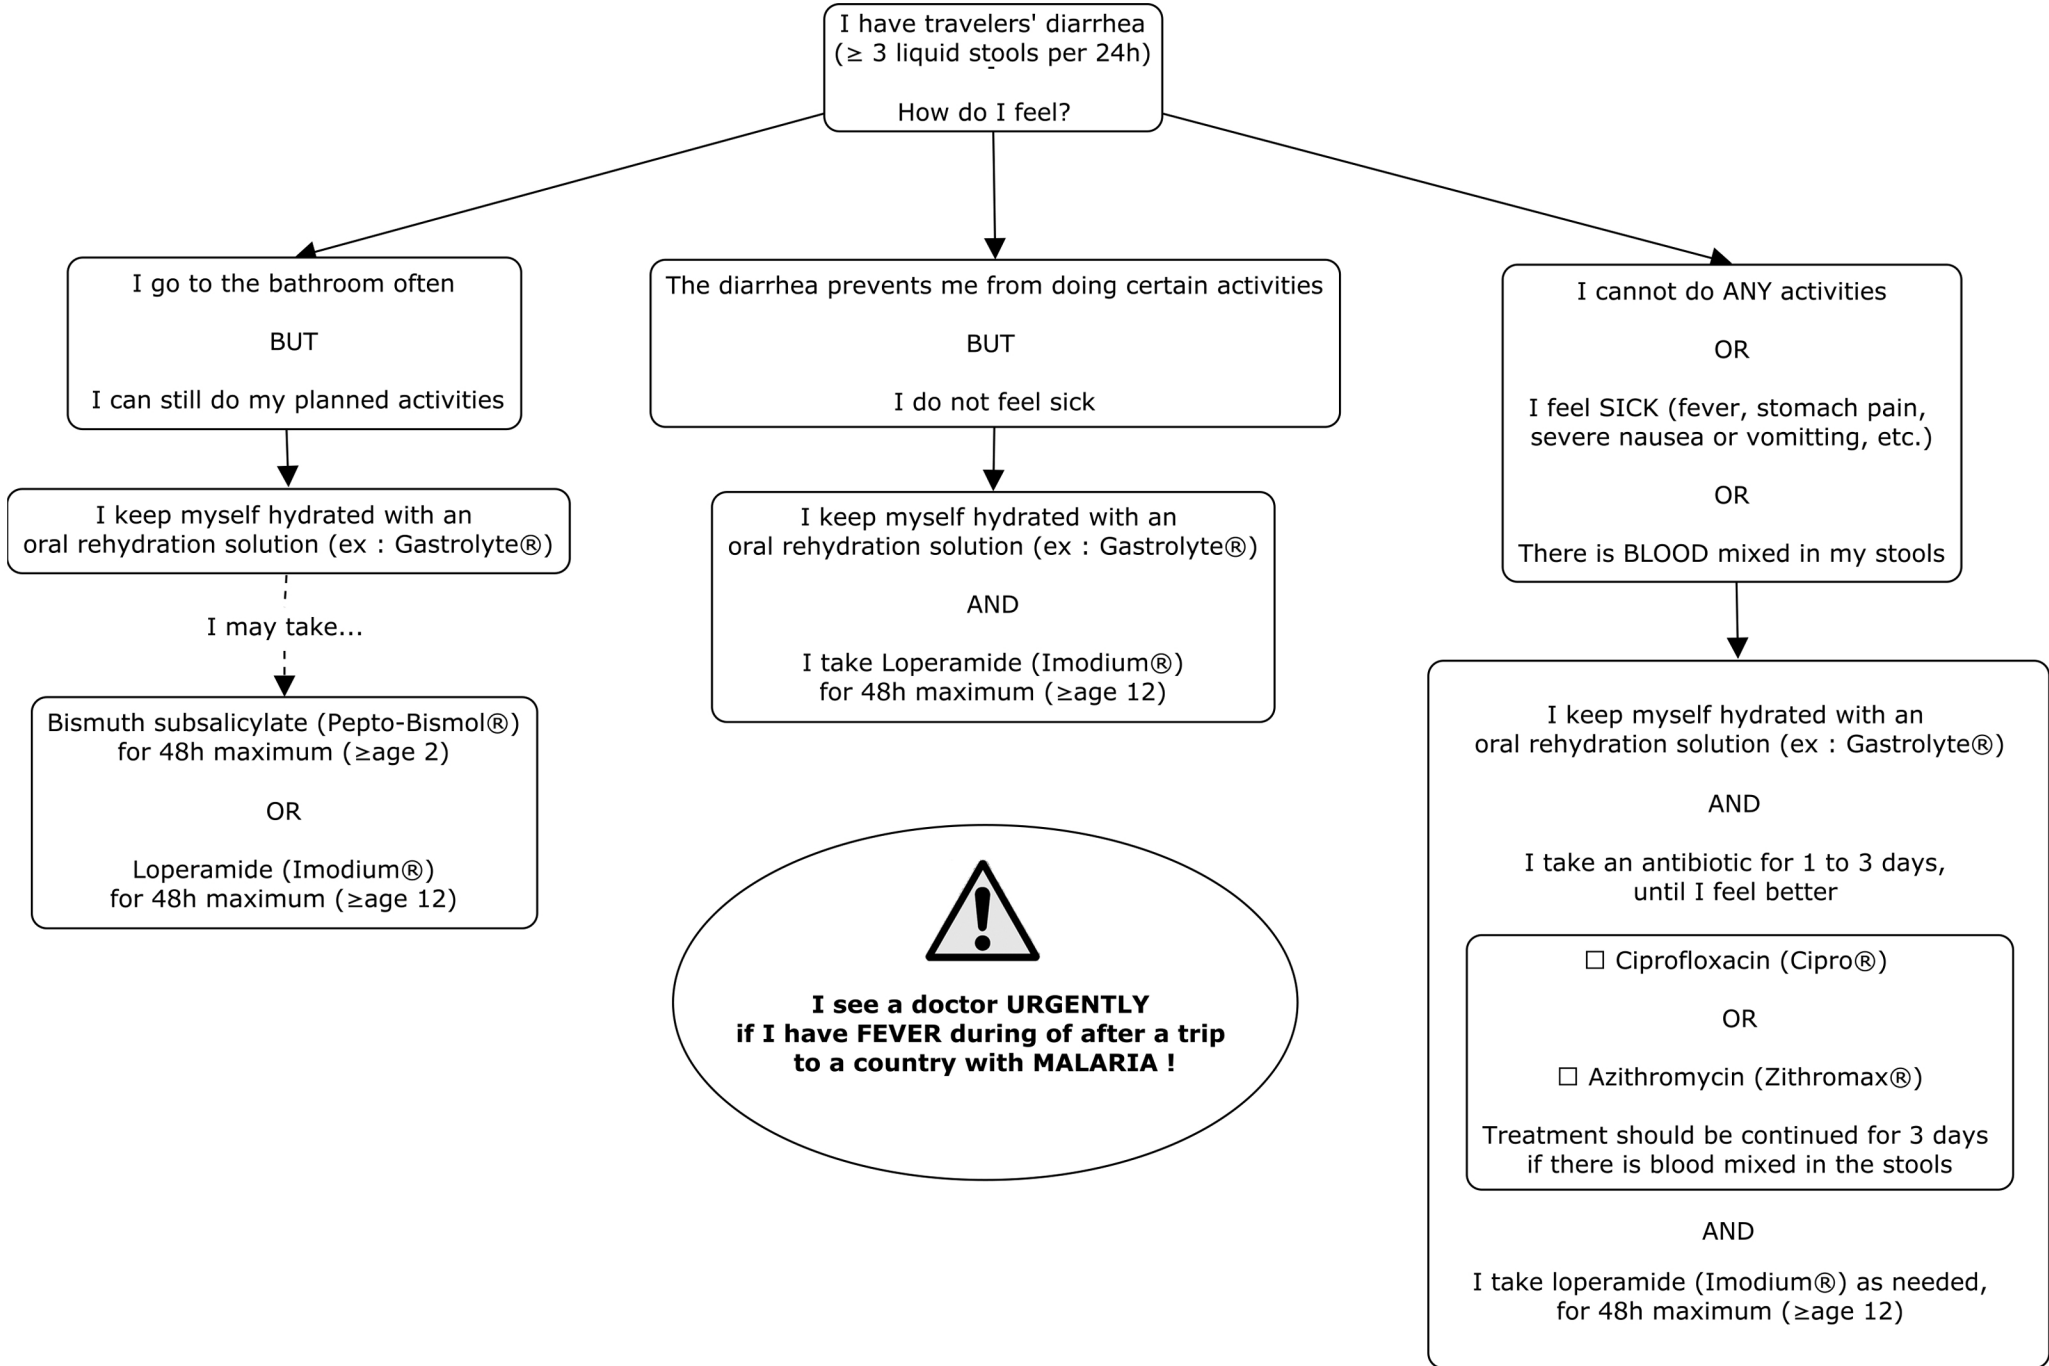 I have travelers' diarrhea
(≥ 3 liquid stools per 24h)
-
How do I feel?
I go to the bathroom often
BUT
I can still do my planned activities
I keep myself hydrated with an
oral rehydration solution (ex : Gastrolyte®)
I may take...
Bismuth subsalicylate (Pepto-Bismol®)
for 48h maximum (≥age 2)
OR
Loperamide (Imodium®)
for 48h maximum (≥age 12)
The diarrhea prevents me from doing certain activities
BUT
I do not feel sick
I keep myself hydrated with an
oral rehydration solution (ex : Gastrolyte®)
AND
I take Loperamide (Imodium®)
for 48h maximum (≥age 12)
I see a doctor URGENTLY
if I have FEVER during of after a trip
to a country with MALARIA !
I cannot do ANY activities
OR
I feel SICK (fever, stomach pain,
severe nausea or vomitting, etc.)
OR
There is BLOOD mixed in my stools
I keep myself hydrated with an
oral rehydration solution (ex : Gastrolyte®)
AND
I take an antibiotic for 1 to 3 days,
until I feel better
☐ Ciprofloxacin (Cipro®)
OR
☐ Azithromycin (Zithromax®)
Treatment should be continued for 3 days
if there is blood mixed in the stools
AND
I take loperamide (Imodium®) as needed,
for 48h maximum (≥age 12)